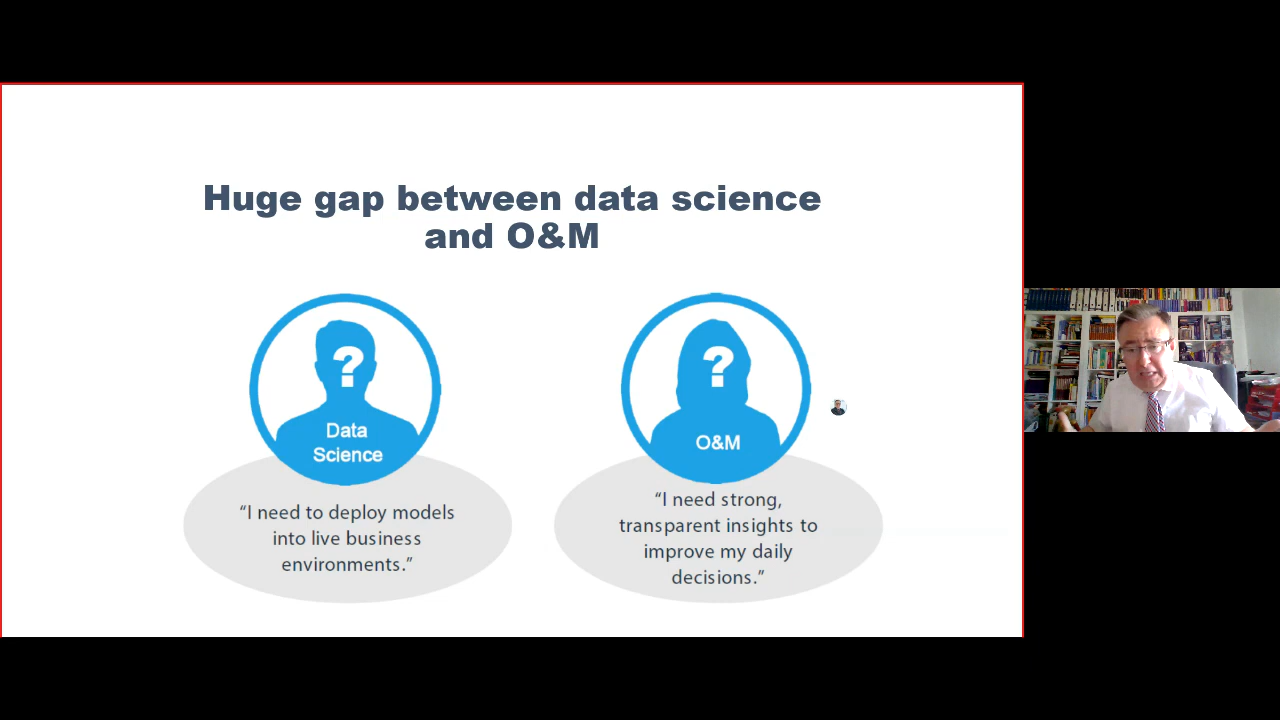 Huge gap between data science
and O&M
?
Data
Science
“I need to deploy models
into live business
environments.”
?
O&M
“I need strong,
transparent insights to
improve my daily
decisions.”